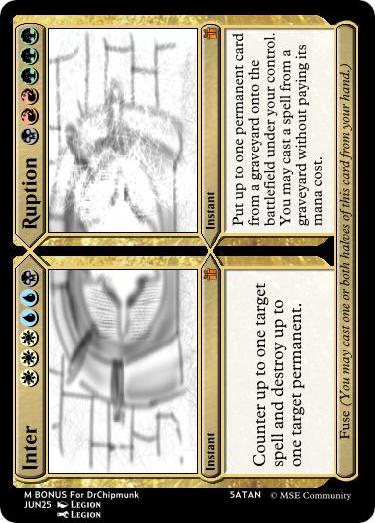 Inter
Instant
Counter up to one target
spell and destroy up to
one target permanent.
Ruption
Instant
Put up to one permanent card
from a graveyard onto the
battlefield under your control.
You may cast a spell from a
graveyard without paying its
mana cost.
Fuse (You may cast one or both halves of this card from your hand.)
M BONUS For DrChipmunk
JUN25 LEGION
LEGION
5ATAN © MSE Community